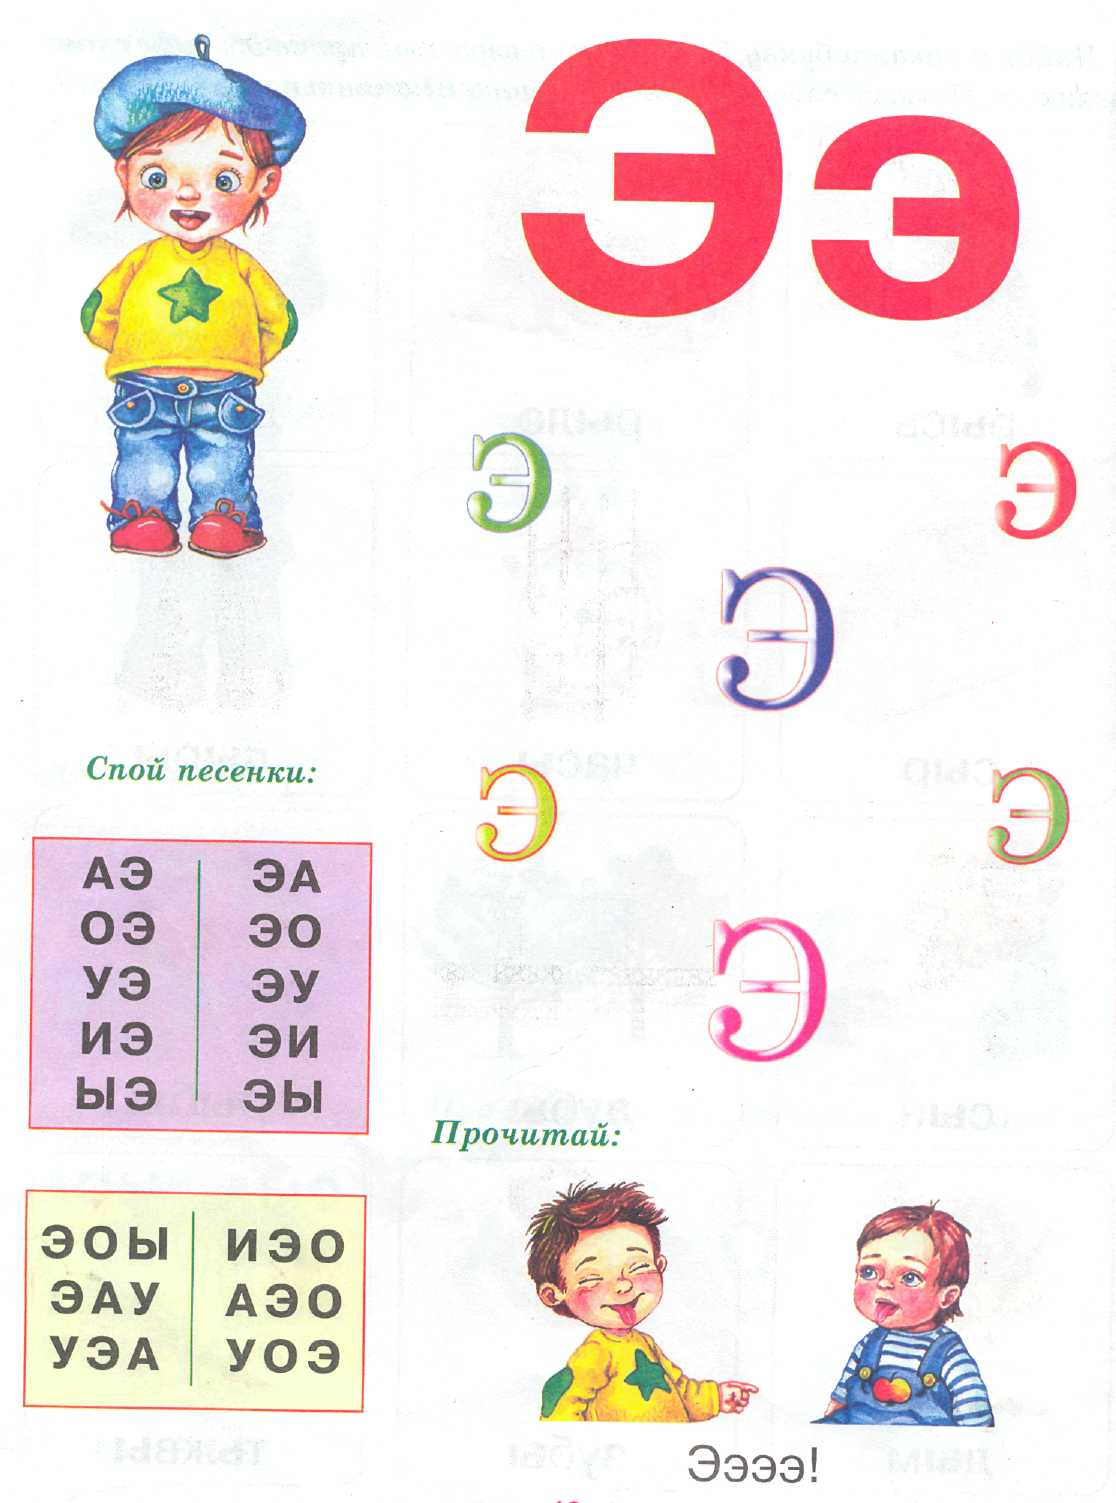 Ээ
Э
Э
Э
Э
Э
Э
Спой песенки:
АЭ ЭА
ОЭ ЭО
УЭ ЭУ
ИЭ ЭИ
ЫЭ ЭЫ
ЭОЫ ИЭО
ЭАУ АЭО
УЭА УОЭ
Прочитай:
Ээээ!